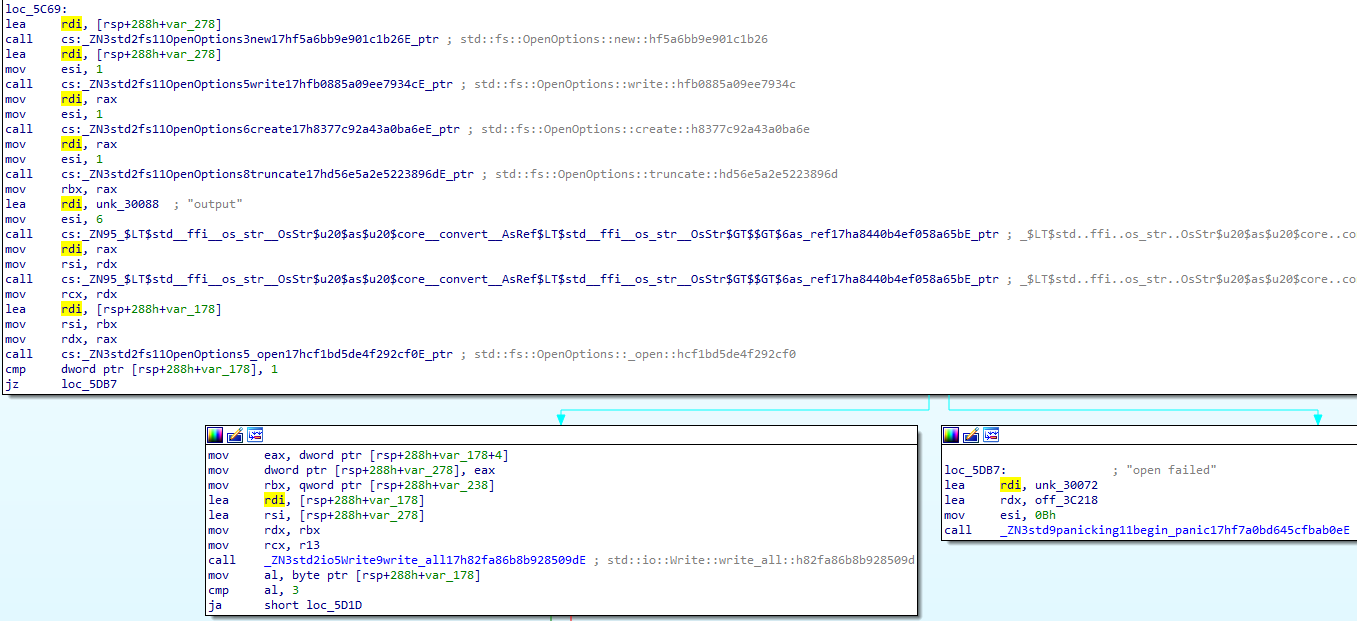 loc_5C69:
lea rdi, [rsp+288h+var_278]
call cs:_ZN3std2fs11OpenOptions3new17hf5a6bb9e901c1b26E_ptr ; std::fs::OpenOptions::new::hf5a6bb9e901c1b26
lea rdi, [rsp+288h+var_278]
mov esi, 1
call cs:_ZN3std2fs11OpenOptions5write17hfb0885a09ee7934cE_ptr ; std::fs::OpenOptions::write::hfb0885a09ee7934c
mov rdi, rax
mov esi, 1
call cs:_ZN3std2fs11OpenOptions6create17h8377c92a43a0ba6eE_ptr ; std::fs::OpenOptions::create::h8377c92a43a0ba6e
mov rdi, rax
mov esi, 1
call cs:_ZN3std2fs11OpenOptions8truncate17hd56e5a2e5223896dE_ptr ; std::fs::OpenOptions::truncate::hd56e5a2e5223896d
mov rbx, rax
lea rdi, unk_30088 ; "output"
mov esi, 6
call cs:_ZN95_$LT$std__ffi__os_str__OsStr$u20$as$u20$core__convert__AsRef$LT$std__ffi__os_str__OsStr$GT$$GT$6as_ref17ha8440b4ef058a65bE_ptr ; _$LT$std..ffi..os_str..OsStr$u20$as$u20$core..co
mov rdi, rax
mov rsi, rdx
call cs:_ZN95_$LT$std__ffi__os_str__OsStr$u20$as$u20$core__convert__AsRef$LT$std__ffi__os_str__OsStr$GT$$GT$6as_ref17ha8440b4ef058a65bE_ptr ; _$LT$std..ffi..os_str..OsStr$u20$as$u20$core..co
mov rcx, rdx
lea rdi, [rsp+288h+var_178]
mov rsi, rbx
mov rdx, rax
call cs:_ZN3std2fs11OpenOptions5_open17hcf1bd5de4f292cf0E_ptr ; std::fs::OpenOptions::_open::hcf1bd5de4f292cf0
cmp dword ptr [rsp+288h+var_178], 1
jz loc_5DB7
mov eax, dword ptr [rsp+288h+var_178+4]
mov dword ptr [rsp+288h+var_278], eax
mov rbx, qword ptr [rsp+288h+var_238]
lea rdi, [rsp+288h+var_178]
lea rsi, [rsp+288h+var_278]
mov rdx, rbx
mov rcx, r13
call _ZN3std2io5Write9write_all17h82fa86b8b928509dE ; std::io::Write::write_all::h82fa86b8b928509d
mov al, byte ptr [rsp+288h+var_178]
cmp al, 3
ja short loc_5D1D
loc_5DB7: ; "open failed"
lea rdi, unk_30072
lea rdx, off_3C218
mov esi, 0Bh
call _ZN3std9panicking11begin_panic17hf7a0bd645cfbab0eE